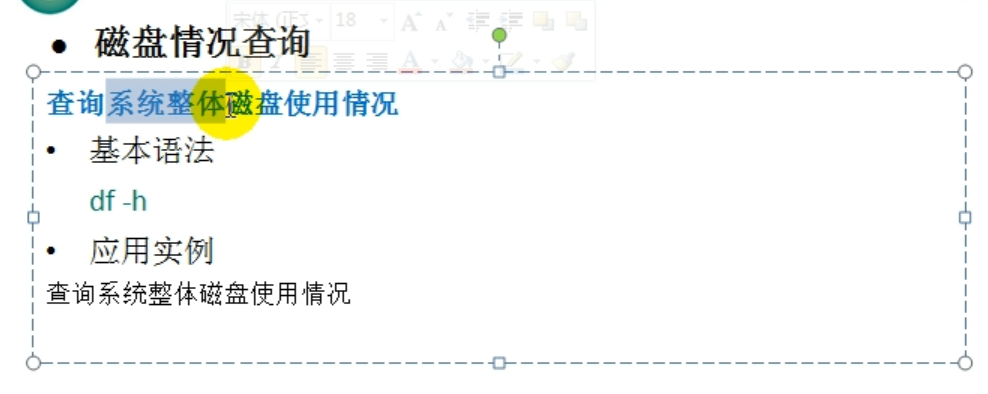 宋体 (正文 18
磁盘情况查询
查询系统整体磁盘使用情况
基本语法
df -h
应用实例
查询系统整体磁盘使用情况